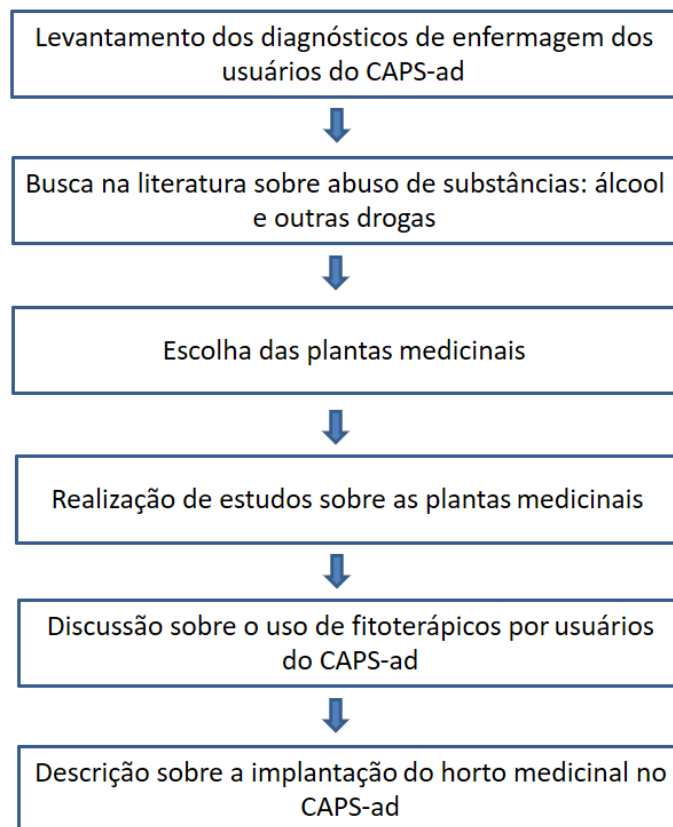 Levantamento dos diagnósticos de enfermagem dos
usuários do CAPS-ad
Busca na literatura sobre abuso de substâncias: álcool
e outras drogas
Escolha das plantas medicinais
Realização de estudos sobre as plantas medicinais
Discussão sobre o uso de fitoterápicos por usuários
do CAPS-ad
Descrição sobre a implantação do horto medicinal no
CAPS-ad